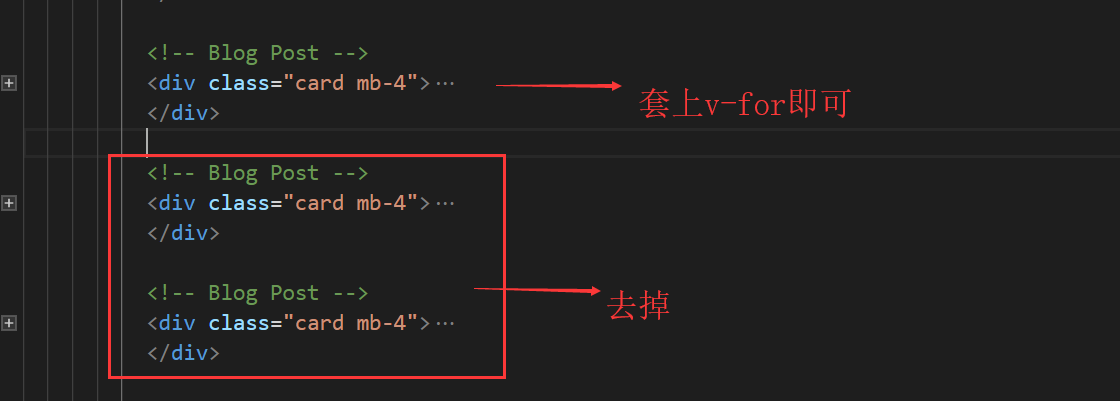 <!-- Blog Post -->
<div class="card mb-4">…
套上v-for即可
</div>
<!-- Blog Post -->
<div class="card mb-4">…
</div>
<!-- Blog Post -->
去掉
<div class="card mb-4">…
</div>